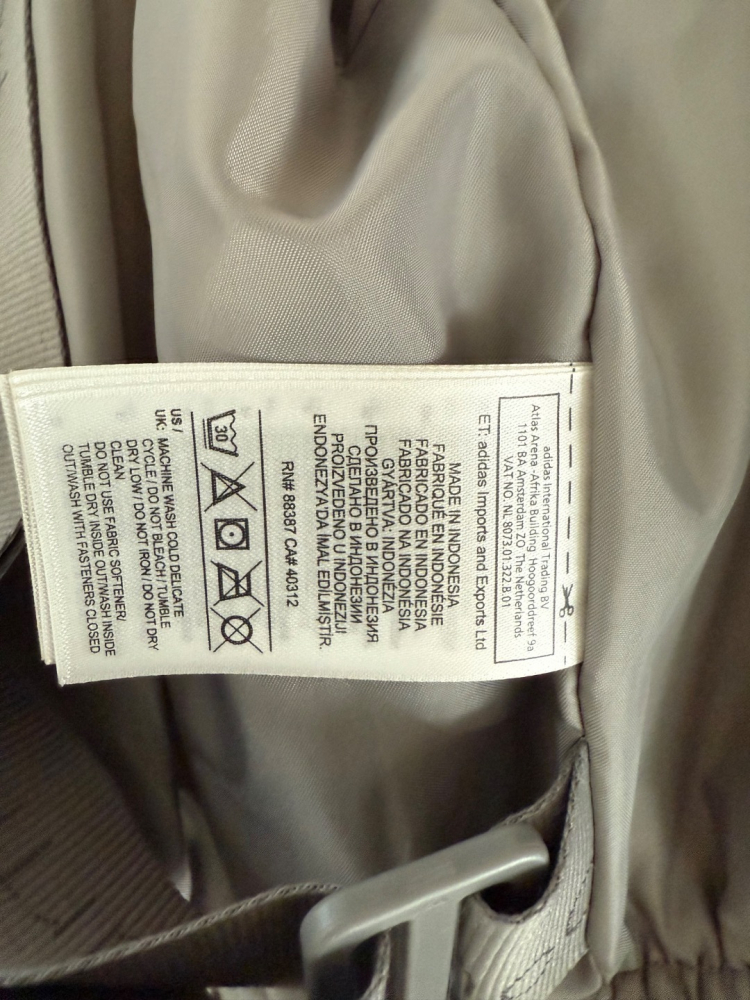 adidas International Trading BV
Atlas Arena -Afrika Building  Hoogoorddreef 9a
1101 BA Amsterdam ZO  The Netherlands
VAT NO. NL 8073.01.322.B.01
ET: adidas Imports and Exports Ltd
MADE IN INDONESIA
FABRIQUÉ EN INDONESIE
FABRICADO EN INDONESIA
FABRICADO NA INDONÉSIA
GYÁRTVA: INDONÉZIA
ПРОИЗВЕДЕНО В ИНДОНЕЗИЯ
СДЕЛАНО В ИНДОНЕЗИИ
PROIZVEDENO U INDONEZIJI
ENDONEZYA'DA IMAL EDİLMİŞTİR.
RN# 88387 CA# 40312
30
US /
UK: MACHINE WASH COLD DELICATE
CYCLE / DO NOT BLEACH / TUMBLE
DRY LOW / DO NOT IRON / DO NOT DRY
CLEAN
DO NOT USE FABRIC SOFTENER/
TUMBLE DRY INSIDE OUT/WASH INSIDE
OUT/WASH WITH FASTENERS CLOSED